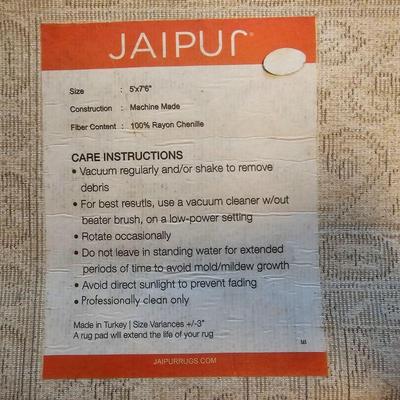 JAIPUR®
Size : 5'x7'6"
Construction : Machine Made
Fiber Content : 100% Rayon Chenille
CARE INSTRUCTIONS
• Vacuum regularly and/or shake to remove
debris
• For best resutls, use a vacuum cleaner w/out
beater brush, on a low-power setting
• Rotate occasionally
• Do not leave in standing water for extended
periods of time to avoid mold/mildew growth
• Avoid direct sunlight to prevent fading
• Professionally clean only
Made in Turkey | Size Variances +/-3"
A rug pad will extend the life of your rug
JAIPURRUGS.COM